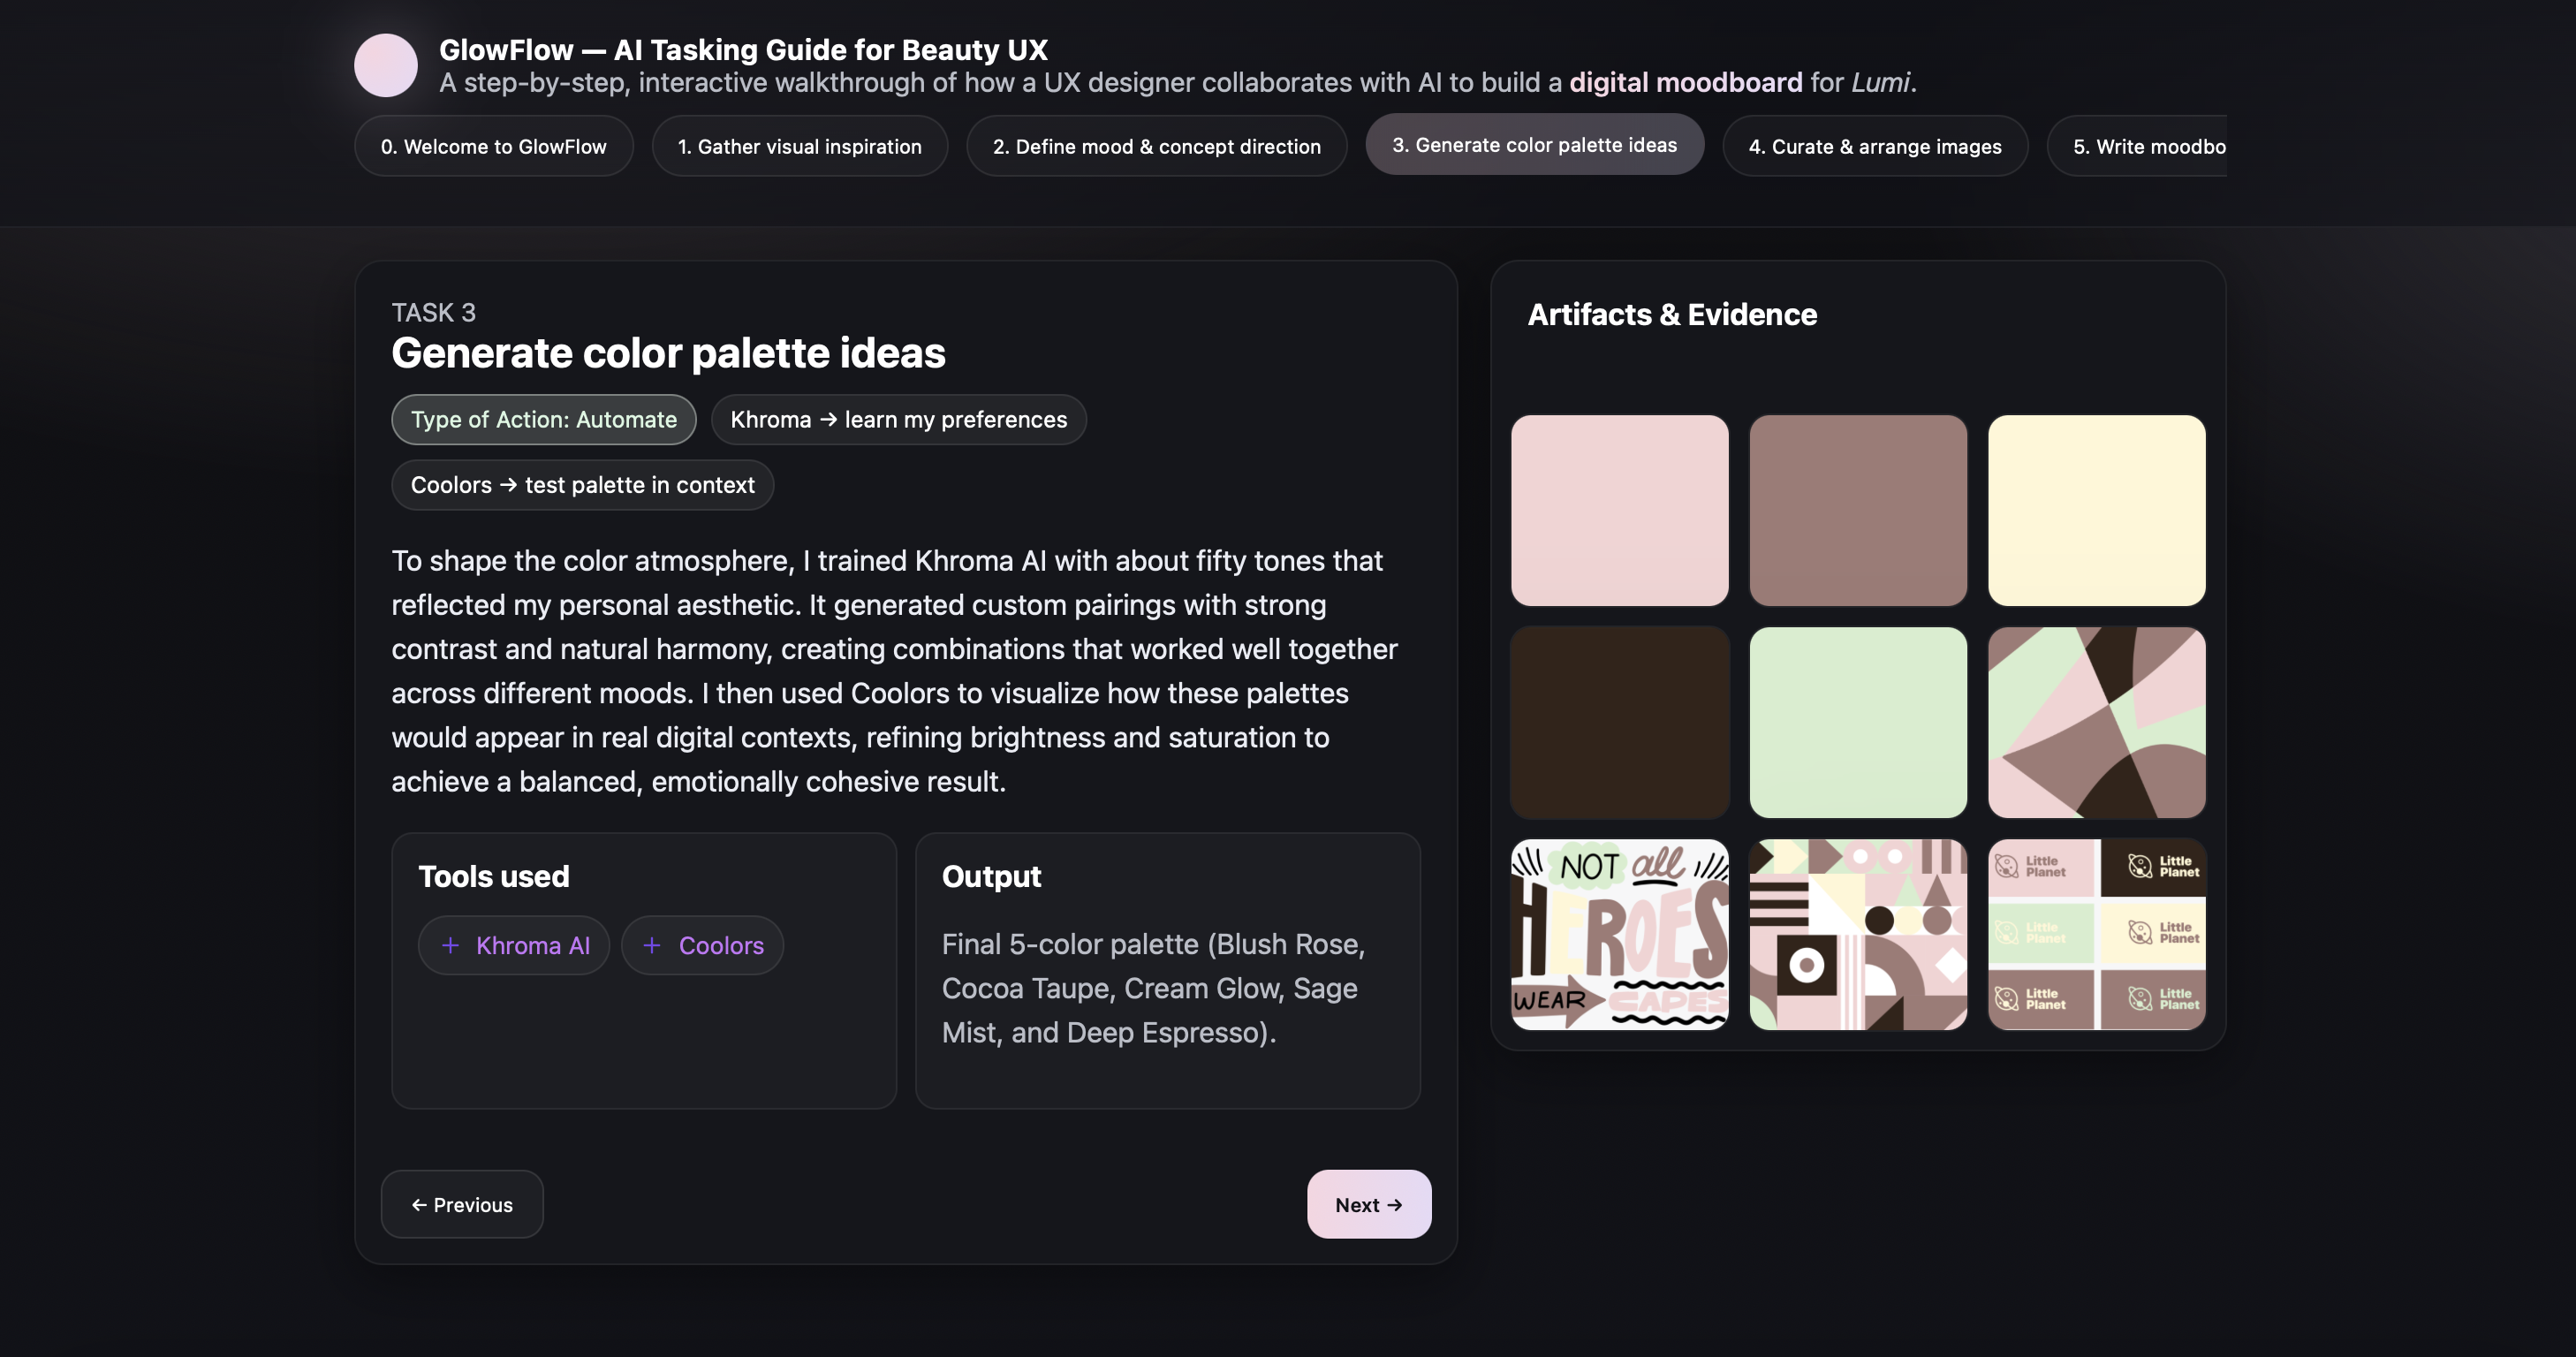 GlowFlow — AI Tasking Guide for Beauty UX
A step-by-step, interactive walkthrough of how a UX designer collaborates with AI to build a digital moodboard for Lumi.
0. Welcome to GlowFlow
1. Gather visual inspiration
2. Define mood & concept direction
3. Generate color palette ideas
4. Curate & arrange images
5. Write moodbo
TASK 3
Generate color palette ideas
Type of Action: Automate
Khroma → learn my preferences
Coolors → test palette in context
To shape the color atmosphere, I trained Khroma AI with about fifty tones that
reflected my personal aesthetic. It generated custom pairings with strong
contrast and natural harmony, creating combinations that worked well together
across different moods. I then used Coolors to visualize how these palettes
would appear in real digital contexts, refining brightness and saturation to
achieve a balanced, emotionally cohesive result.
Tools used
+ Khroma AI
+ Coolors
Output
Final 5-color palette (Blush Rose,
Cocoa Taupe, Cream Glow, Sage
Mist, and Deep Espresso).
← Previous
Next →
Artifacts & Evidence
NOT all
HEROES
WEAR CAPES
Little
Planet
Little
Planet
Little
Planet
Little
Planet
Little
Planet
Little
Planet